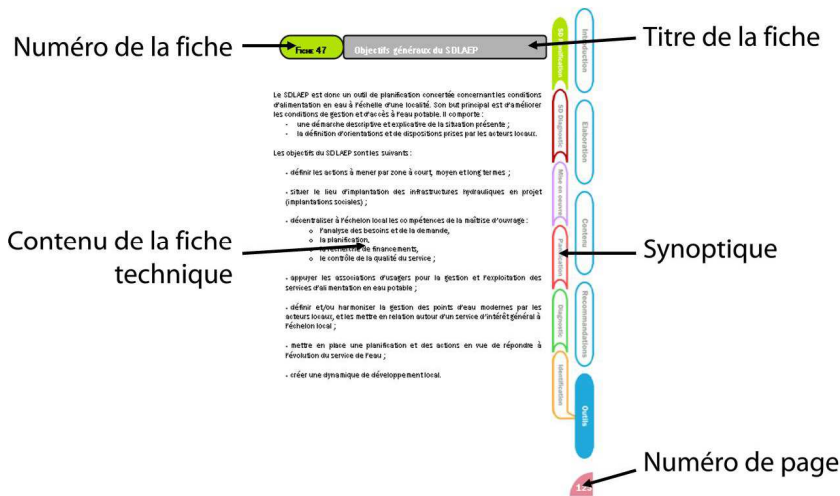 Numéro de la fiche
FICHE 47
Objectifs généraux du SDLAEP
Titre de la fiche
Le SDLAEP est donc un outil de planification concertée concernant les conditions
d'alimentation en eau à l'échelle d'une localité. Son but principal est d'améliorer
les conditions de gestion et d'accès à l'eau potable. Il comporte :
- une démarche descriptive et explicative de la situation présente ;
- la définition d'orientations et de dispositions prises par les acteurs locaux.
Les objectifs du SDLAEP sont les suivants :
- définir les actions à mener par zone à court, moyen et long termes ;
- situer le lieu d'implantation des infrastructures hydrauliques en projet
(implantations sociales) ;
- décentraliser à l'échelon local les compétences de la maîtrise d'ouvrage :
o l'analyse des besoins et de la demande,
o la planification,
o la recherche de financements,
o le contrôle de la qualité du service ;
- appuyer les associations d'usagers pour la gestion et l'exploitation des
services d'alimentation en eau potable ;
- définir et/ou harmoniser la gestion des points d'eau modernes par les
acteurs locaux, et les mettre en relation autour d'un service d'intérêt général à
l'échelon local ;
- mettre en place une planification et des actions en vue de répondre à
l'évolution du service de l'eau ;
- créer une dynamique de développement local.
Contenu de la fiche
technique
SD Diagnostic
Mise en oeuvre
Planification
Diagnostic
Identification
Introduction
Elaboration
Contenu
Recommandations
Outils
Synoptique
Numéro de page